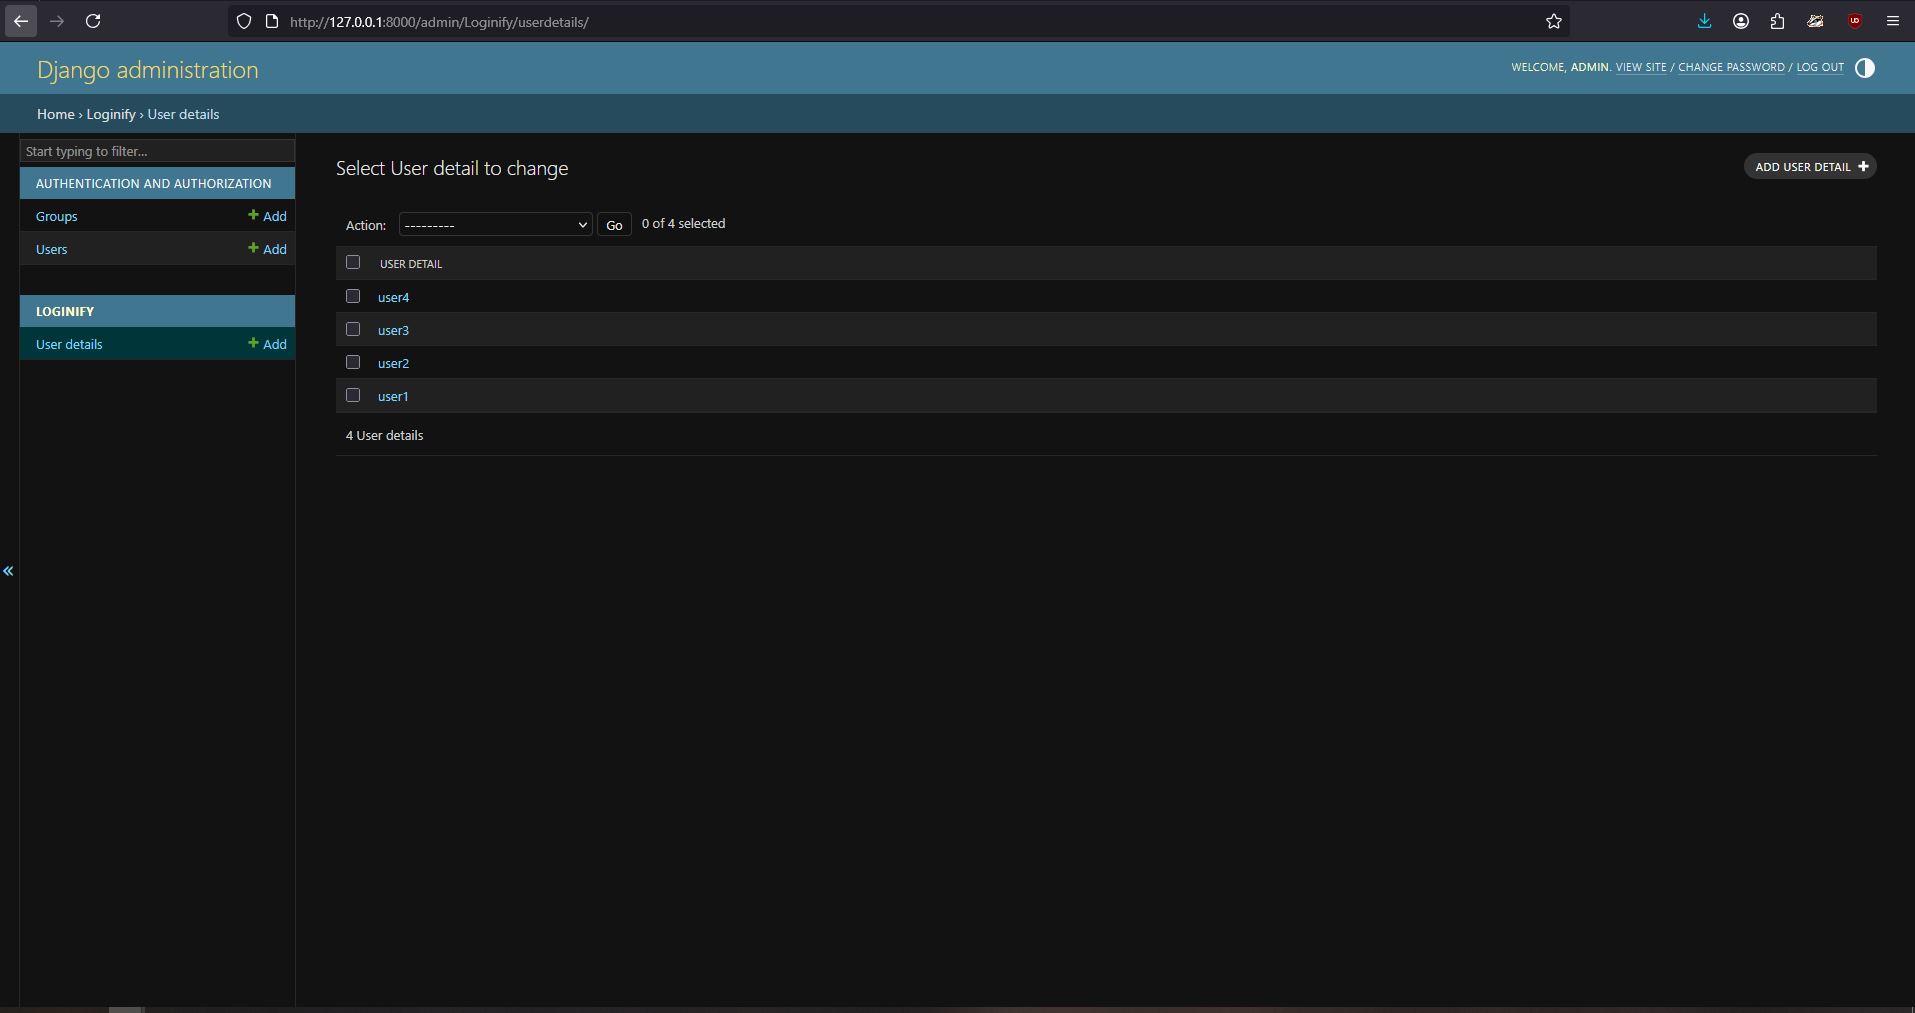 http://127.0.0.1:8000/admin/Loginify/userdetails/
Django administration
WELCOME, ADMIN. VIEW SITE / CHANGE PASSWORD / LOG OUT
Home › Loginify › User details
Start typing to filter...
AUTHENTICATION AND AUTHORIZATION
Groups + Add
Users + Add
LOGINIFY
User details + Add
«
Select User detail to change
ADD USER DETAIL +
Action: --------- Go 0 of 4 selected
USER DETAIL
user4
user3
user2
user1
4 User details